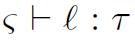 ς ⊢ ℓ : τ